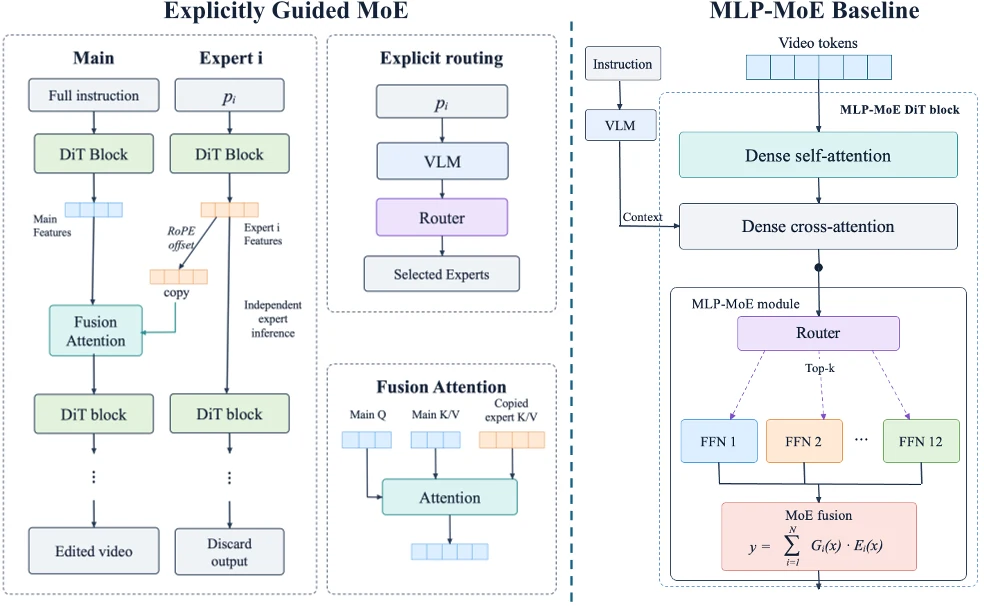 Explicitly Guided MoE
Main
Expert i
Full instruction
pi
DiT Block
DiT Block
Main
Features
RoPE
offset
Expert i
Features
copy
Independent
expert
inference
Fusion
Attention
DiT block
DiT block
⋮
⋮
Edited video
Discard
output
Explicit routing
pi
VLM
Router
Selected Experts
Fusion Attention
Main Q
Main K/V
Copied
expert K/V
Attention
MLP-MoE Baseline
Instruction
Video tokens
VLM
MLP-MoE DiT block
Dense self-attention
Context
Dense cross-attention
MLP-MoE module
Router
Top-k
FFN 1
FFN 2
···
FFN 12
MoE fusion
y = N∑i=1 Gi(x) · Ei(x)